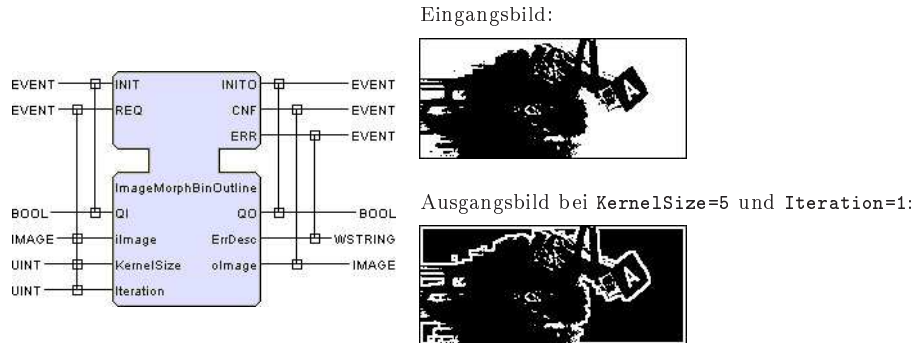 Eingangsbild:
EVENT INIT INITO EVENT
EVENT REQ CNF EVENT
ERR EVENT
A
ImageMorphBinOutline
BOOL QI QO BOOL
IMAGE iImage ErrDesc WSTRING
UINT KernelSize oImage IMAGE
UINT Iteration
Ausgangsbild bei KernelSize=5 und Iteration=1:
A